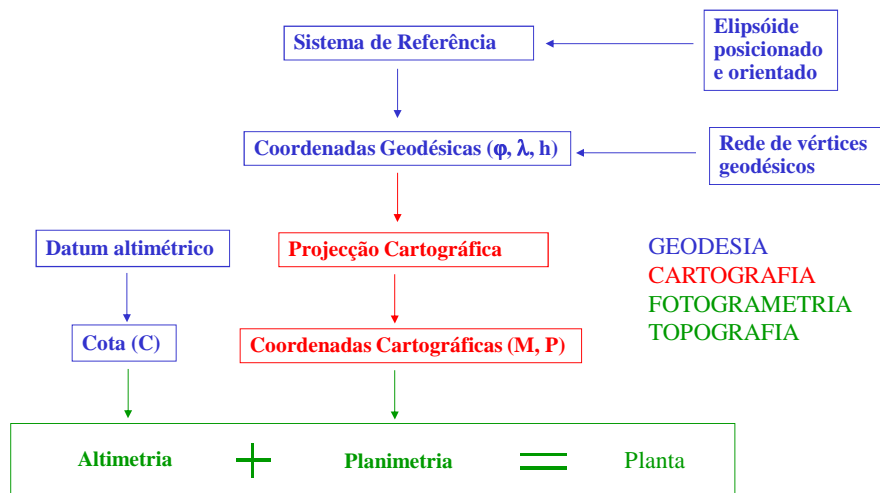 Sistema de Referência
Elipsóide
posicionado
e orientado
Coordenadas Geodésicas (φ, λ, h)
Rede de vértices
geodésicos
Datum altimétrico
Projecção Cartográfica
GEODESIA
CARTOGRAFIA
FOTOGRAMETRIA
TOPOGRAFIA
Cota (C)
Coordenadas Cartográficas (M, P)
Altimetria + Planimetria = Planta